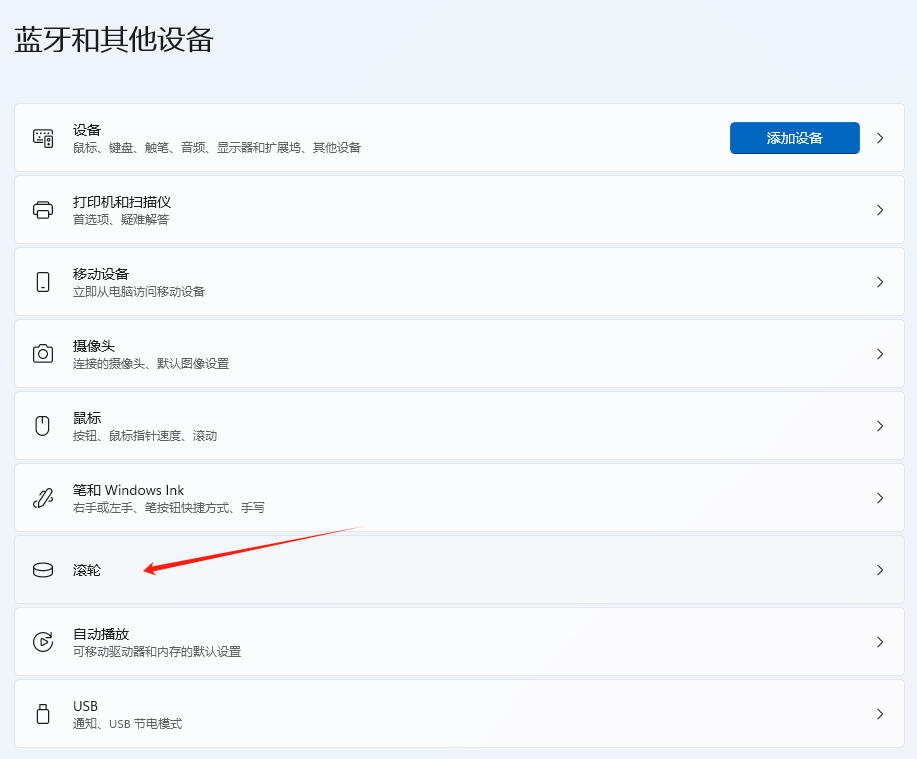 蓝牙和其他设备
设备
鼠标、键盘、触笔、音频、显示器和扩展坞、其他设备
添加设备
打印机和扫描仪
首选项、疑难解答
移动设备
立即从电脑访问移动设备
摄像头
连接的摄像头、默认图像设置
鼠标
按钮、鼠标指针速度、滚动
笔和 Windows Ink
右手或左手、笔按钮快捷方式、手写
滚轮
自动播放
可移动驱动器和内存的默认设置
USB
通知、USB 节电模式